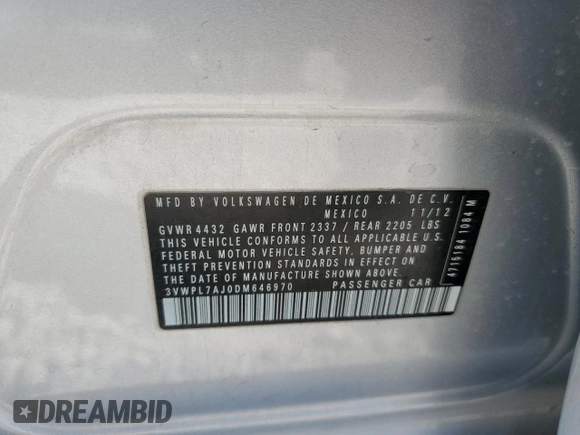 MFD BY VOLKSWAGEN DE MEXICO S.A. DE C.V.
MEXICO 11/12
GVWR 4432 GAWR FRONT 2337 / REAR 2205 LBS
THIS VEHICLE CONFORMS TO ALL APPLICABLE U.S.
FEDERAL MOTOR VEHICLE SAFETY, BUMPER AND
THEFT PREVENTION STANDARDS IN EFFECT ON
THE DATE OF MANUFACTURE SHOWN ABOVE.
3VWPL7AJ0DM646970 PASSENGER CAR
4715184 1084 M
DREAMBID